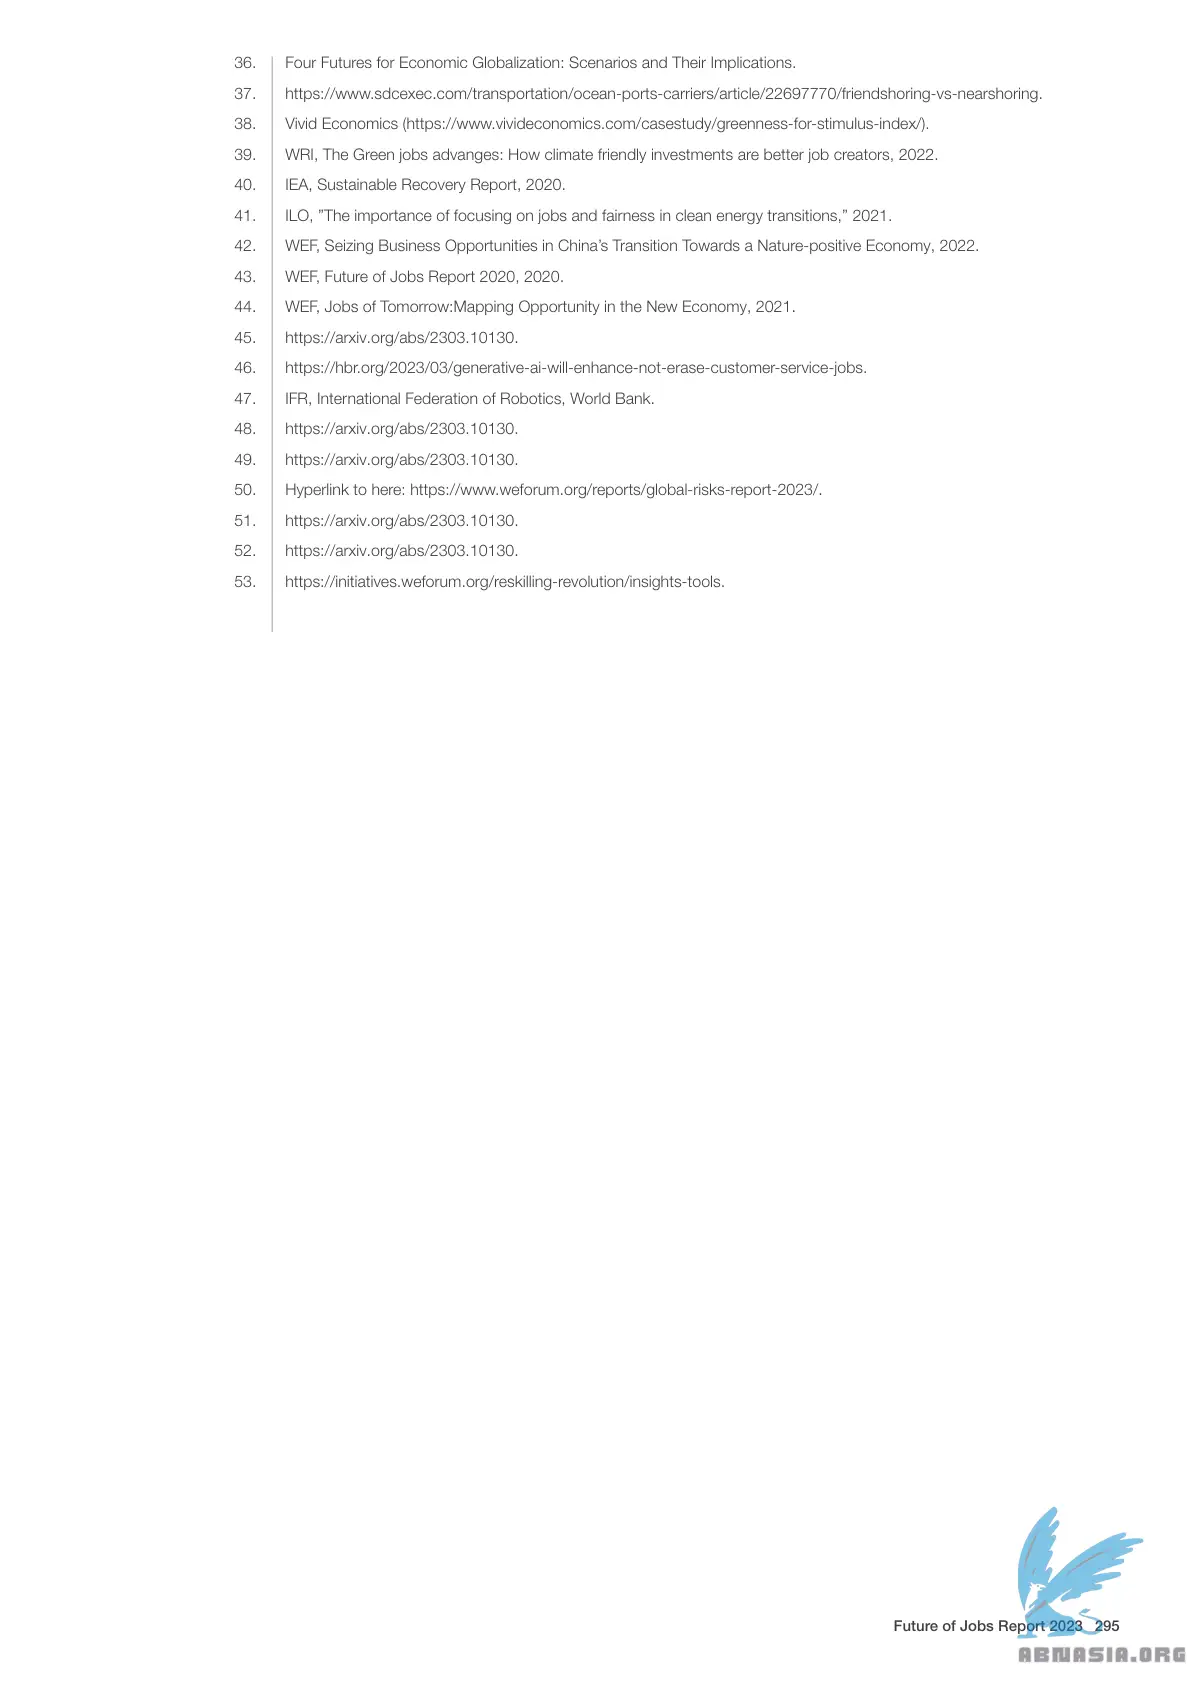 36. Four Futures for Economic Globalization: Scenarios and Their Implications.
37. https://www.sdcexec.com/transportation/ocean-ports-carriers/article/22697770/friendshoring-vs-nearshoring.
38. Vivid Economics (https://www.vivideconomics.com/casestudy/greenness-for-stimulus-index/).
39. WRI, The Green jobs advanges: How climate friendly investments are better job creators, 2022.
40. IEA, Sustainable Recovery Report, 2020.
41. ILO, ”The importance of focusing on jobs and fairness in clean energy transitions,” 2021.
42. WEF, Seizing Business Opportunities in China’s Transition Towards a Nature-positive Economy, 2022.
43. WEF, Future of Jobs Report 2020, 2020.
44. WEF, Jobs of Tomorrow:Mapping Opportunity in the New Economy, 2021.
45. https://arxiv.org/abs/2303.10130.
46. https://hbr.org/2023/03/generative-ai-will-enhance-not-erase-customer-service-jobs.
47. IFR, International Federation of Robotics, World Bank.
48. https://arxiv.org/abs/2303.10130.
49. https://arxiv.org/abs/2303.10130.
50. Hyperlink to here: https://www.weforum.org/reports/global-risks-report-2023/.
51. https://arxiv.org/abs/2303.10130.
52. https://arxiv.org/abs/2303.10130.
53. https://initiatives.weforum.org/reskilling-revolution/insights-tools.
Future of Jobs Report 2023 295
ABNASIA.ORG